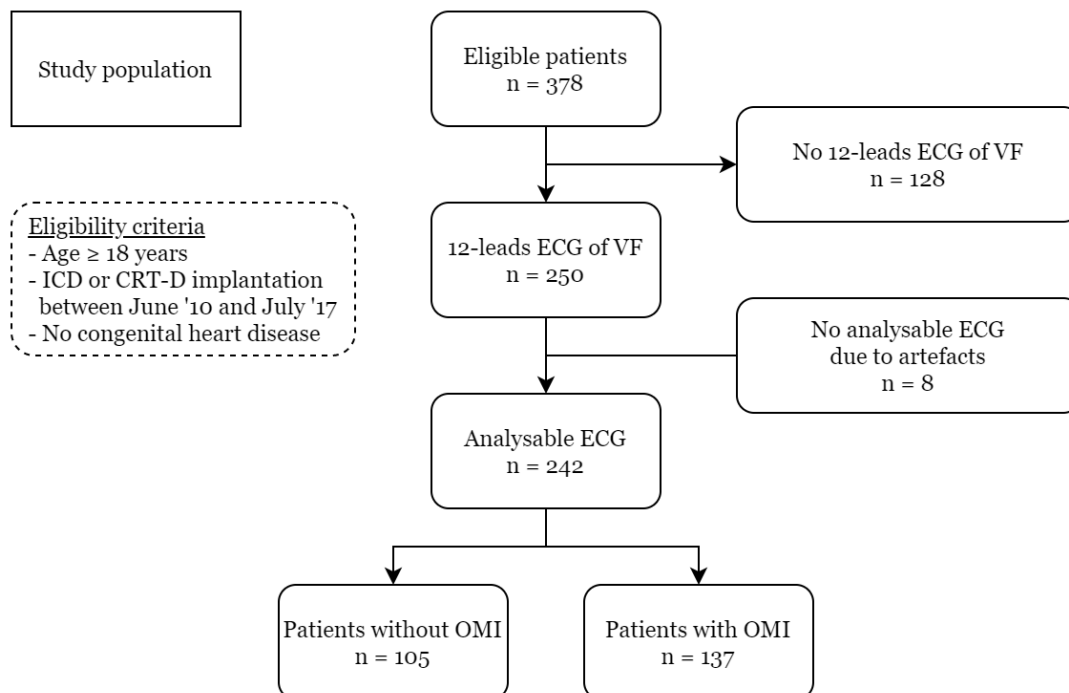 Study population
Eligible patients
n = 378
No 12-leads ECG of VF
n = 128
Eligibility criteria
- Age ≥ 18 years
- ICD or CRT-D implantation
between June '10 and July '17
- No congenital heart disease
12-leads ECG of VF
n = 250
No analysable ECG
due to artefacts
n = 8
Analysable ECG
n = 242
Patients without OMI
n = 105
Patients with OMI
n = 137